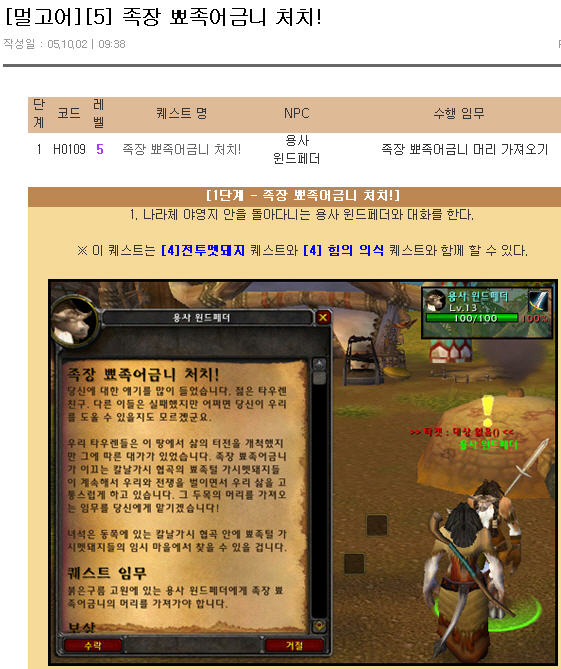 [멀고어][5] 족장 뾰족어금니 처치!
작성일 : 05,10,02 | 09:38
단계 코드 레벨 퀘스트 명 NPC 수행 임무
1 H0109 5 족장 뾰족어금니 처치! 용사 윈드페더 족장 뾰족어금니 머리 가져오기
[1단계 - 족장 뾰족어금니 처치!]
1. 나라체 야영지 안을 돌아다니는 용사 윈드페더와 대화를 한다.
※ 이 퀘스트는 [4]전투멧돼지 퀘스트와 [4] 힘의 의식 퀘스트와 함께 할 수 있다.
용사 윈드페더
용사 윈드페더
Lv.13
100/100 100%
족장 뾰족어금니 처치!
당신에 대한 얘기를 많이 들었습니다, 젊은 타우렌
친구. 다른 이들은 실패했지만 어쩌면 당신이 우리
를 도울 수 있을지도 모르겠군요.
우리 타우렌들은 이 땅에서 삶의 터전을 개척했지
만 그에 따른 대가가 있었습니다. 족장 뾰족어금니
가 이끄는 칼날가시 협곡의 뾰족털 가시멧돼지들
이 계속해서 우리와 전쟁을 벌이면서 우리 삶을 고
통스럽게 하고 있습니다. 그 두목의 머리를 가져오
는 임무를 당신에게 맡기겠습니다!
녀석은 동쪽에 있는 칼날가시 협곡 안에 뾰족털 가
시멧돼지들의 임시 마을에서 찾을 수 있을 겁니다.
퀘스트 임무
붉은구름 고원에 있는 용사 윈드페더에게 족장 뾰
족어금니의 머리를 가져가야 합니다.
보상
수락 거절
>> 타겟 : 대상 없음() <<
용사 윈드페더